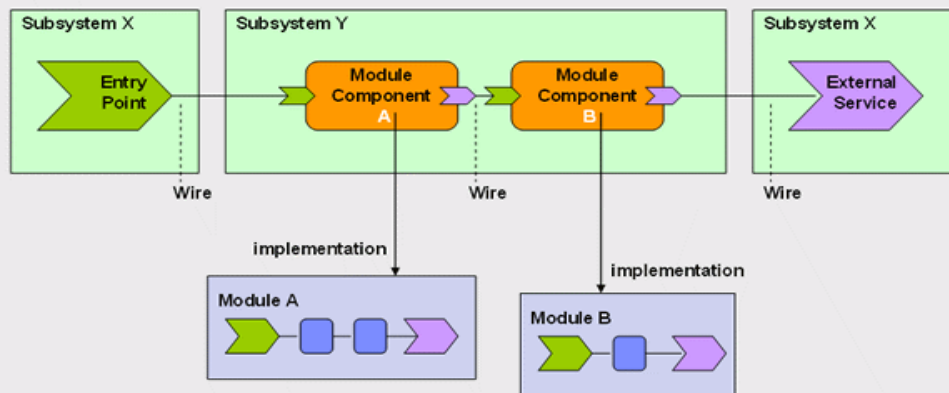 Subsystem X
Subsystem Y
Subsystem X
Entry
Point
Module
Component
A
Module
Component
B
External
Service
Wire
Wire
Wire
implementation
implementation
Module A
Module B